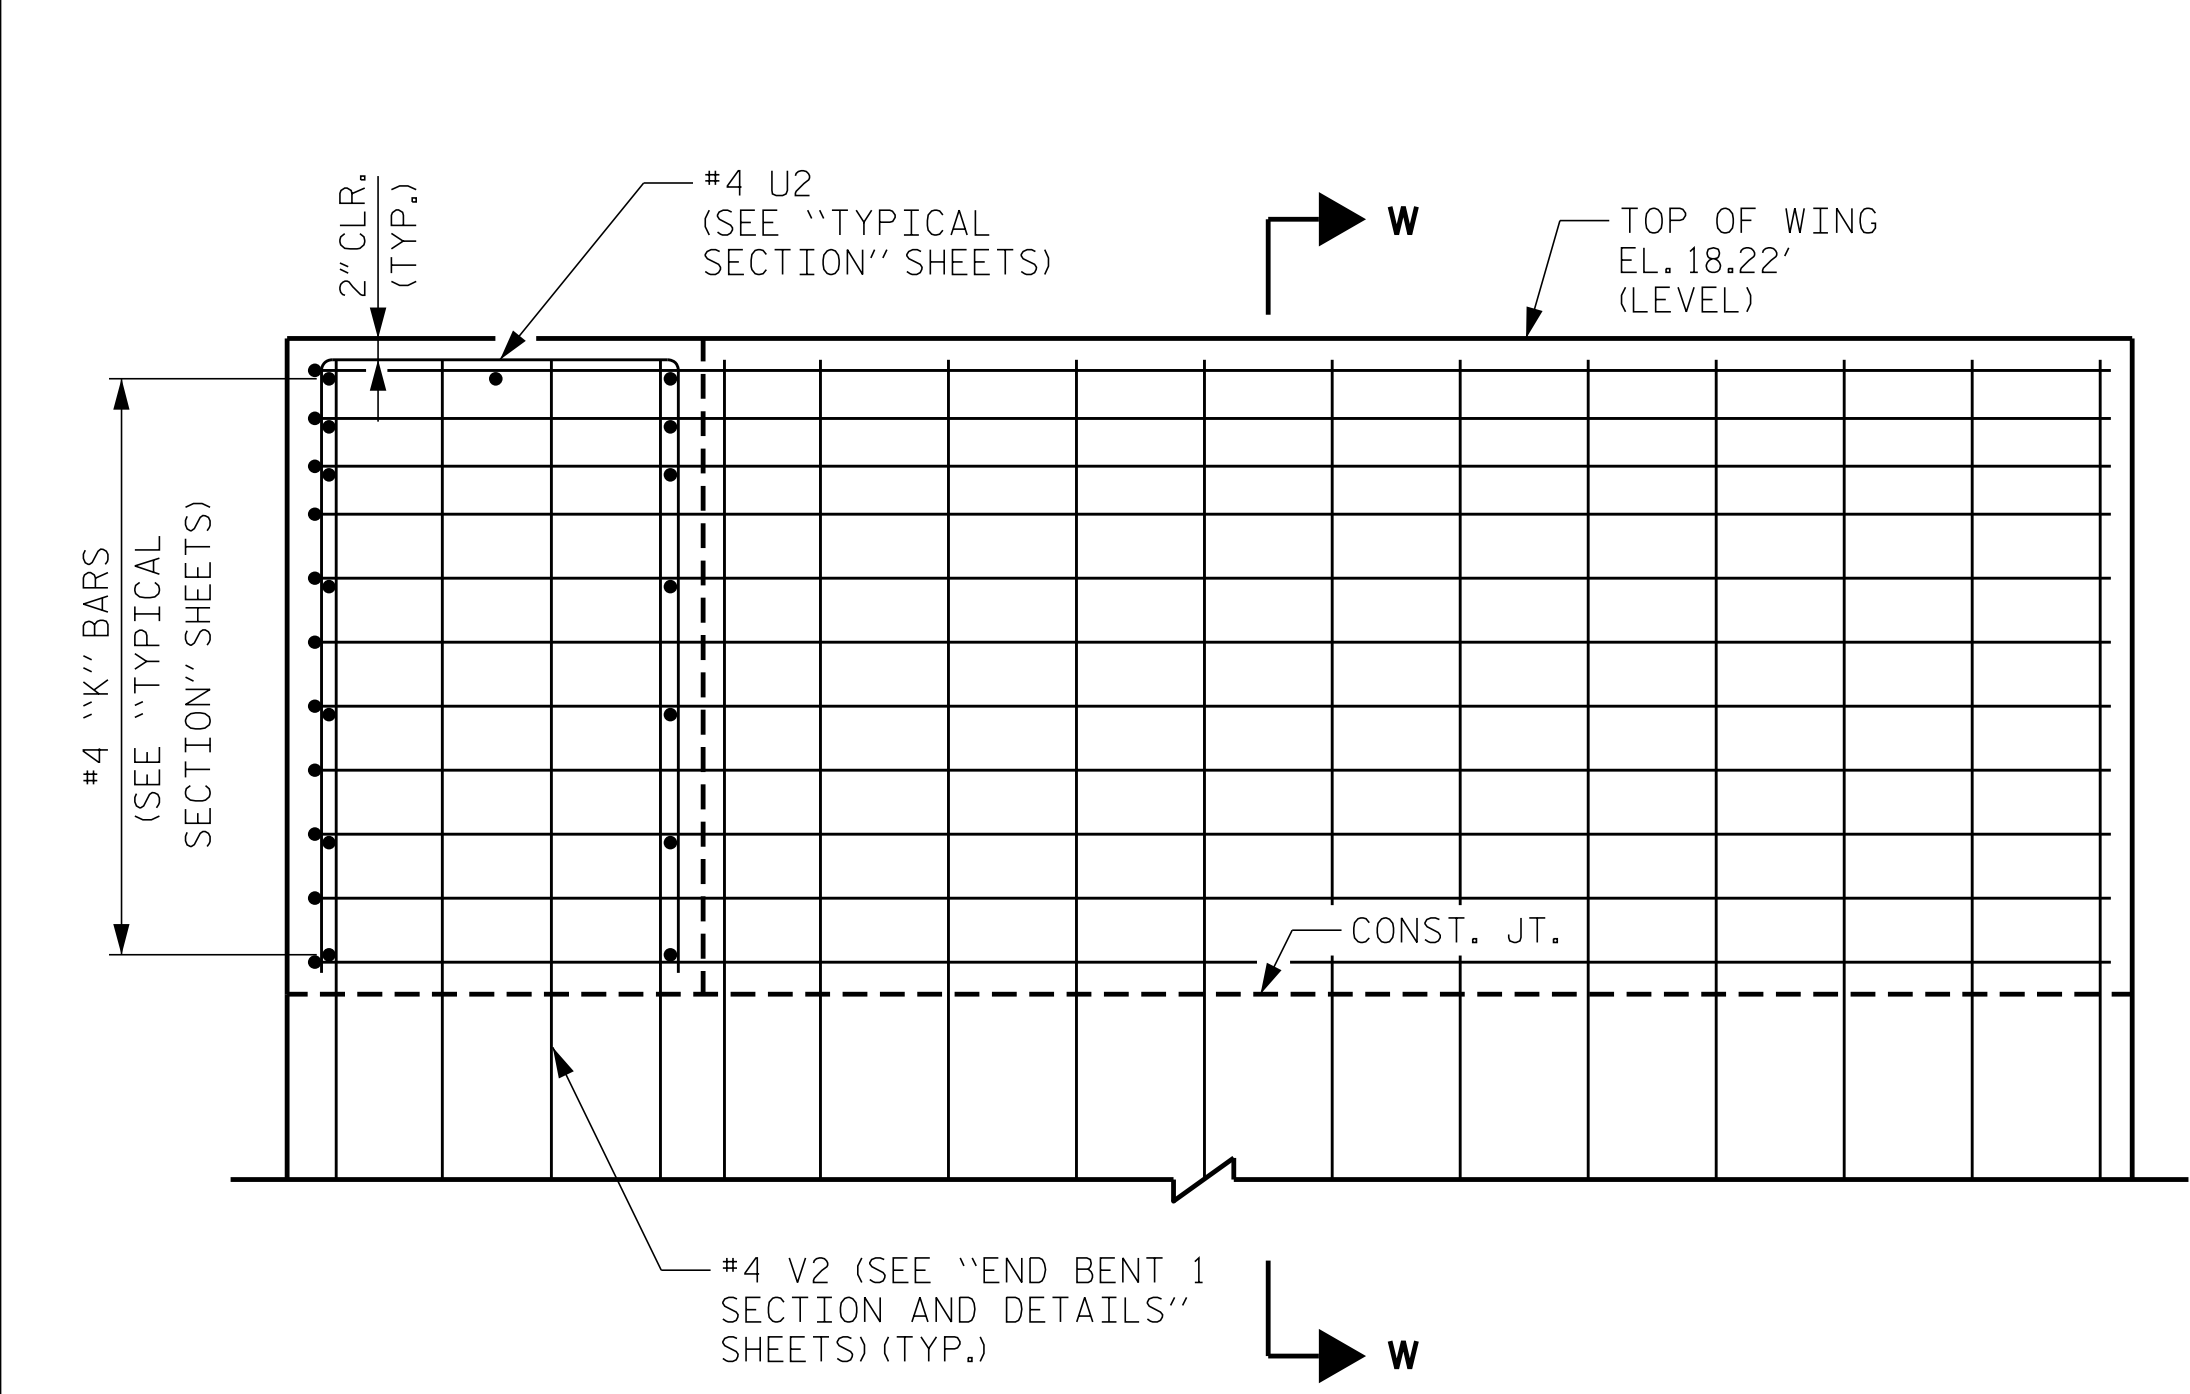 2" CLR.
(TYP.)
#4 U2
(SEE ``TYPICAL
SECTION" SHEETS)
W
TOP OF WING
EL. 18.22'
(LEVEL)
#4 ``K" BARS
(SEE ``TYPICAL
SECTION" SHEETS)
CONST. JT.
#4 V2 (SEE ``END BENT 1
SECTION AND DETAILS"
SHEETS) (TYP.)
W